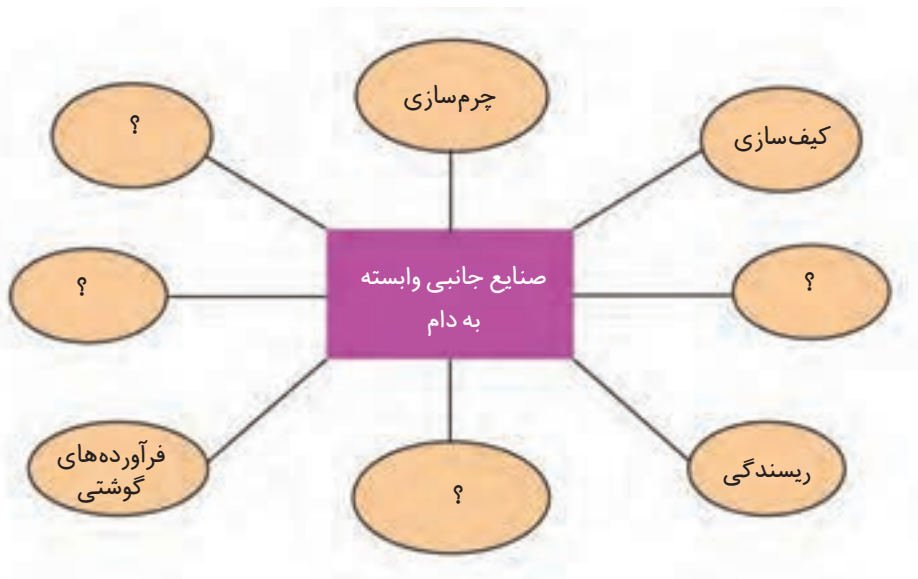 چرم‌سازی
کیف‌سازی
؟
؟
صنایع جانبی وابسته
به دام
؟
ریسندگی
؟
فرآورده‌های
گوشتی